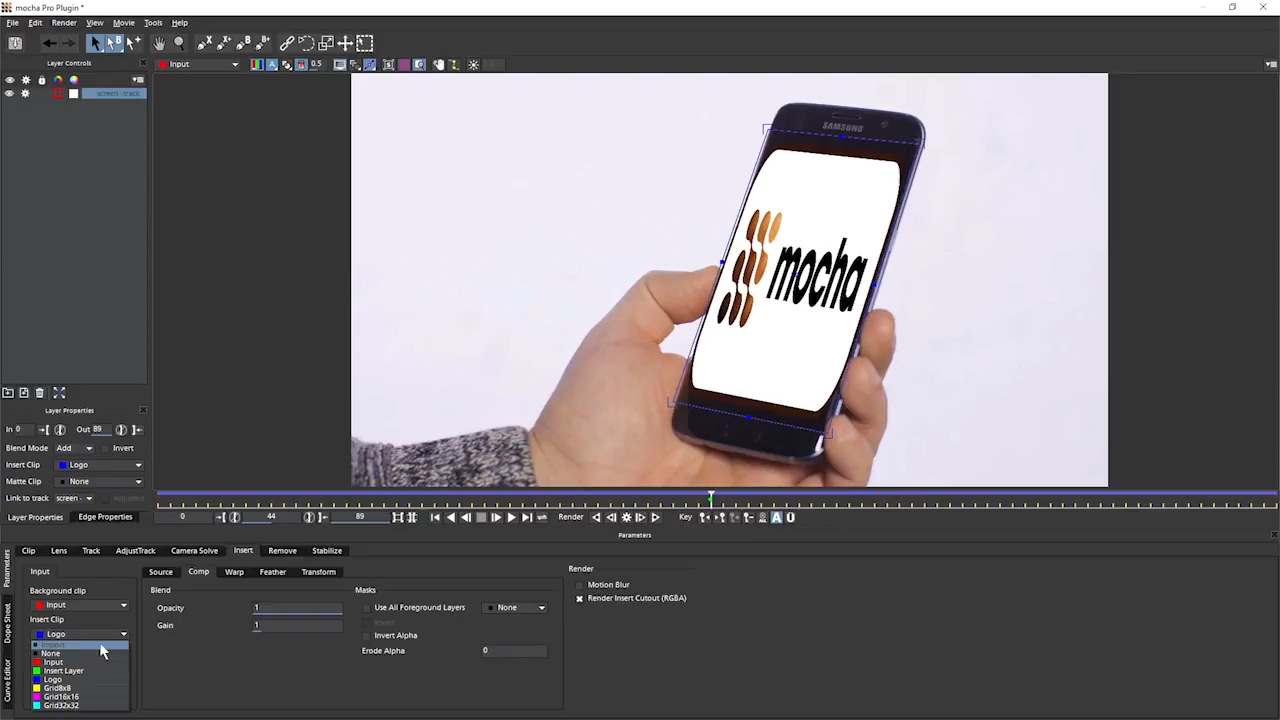 mocha Pro Plugin *
File Edit Render View Movie Tools Help
Layer Controls
Input 0.5
screen -track
SAMSUNG
mocha
Layer Properties
In 0 Out 89
Blend Mode Add Invert
Insert Clip Logo
Matte Clip None
Link to track screen - Adjusted
Layer Properties Edge Properties
0 44 89 Render Key A
Parameters
Clip Lens Track AdjustTrack Camera Solve Insert Remove Stabilize
Parameters
Dope Sheet
Curve Editor
Input
Background clip
Input
Insert Clip
Logo
Import
None
Input
Insert Layer
Logo
Grid8x8
Grid16x16
Grid32x32
Source Comp Warp Feather Transform
Blend
Opacity 1
Gain 1
Masks
Use All Foreground Layers None
Invert
Invert Alpha
Erode Alpha 0
Render
Motion Blur
Render Insert Cutout (RGBA)